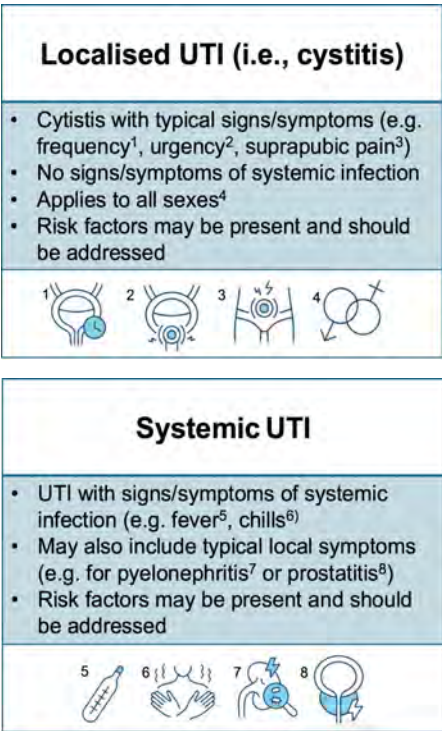 Localised UTI (i.e., cystitis)
• Cytistis with typical signs/symptoms (e.g.
frequency¹, urgency², suprapubic pain³)
• No signs/symptoms of systemic infection
• Applies to all sexes⁴
• Risk factors may be present and should
be addressed
1 2 3 4
Systemic UTI
• UTI with signs/symptoms of systemic
infection (e.g. fever⁵, chills⁶⁾
• May also include typical local symptoms
(e.g. for pyelonephritis⁷ or prostatitis⁸)
• Risk factors may be present and should
be addressed
5 6 7 8